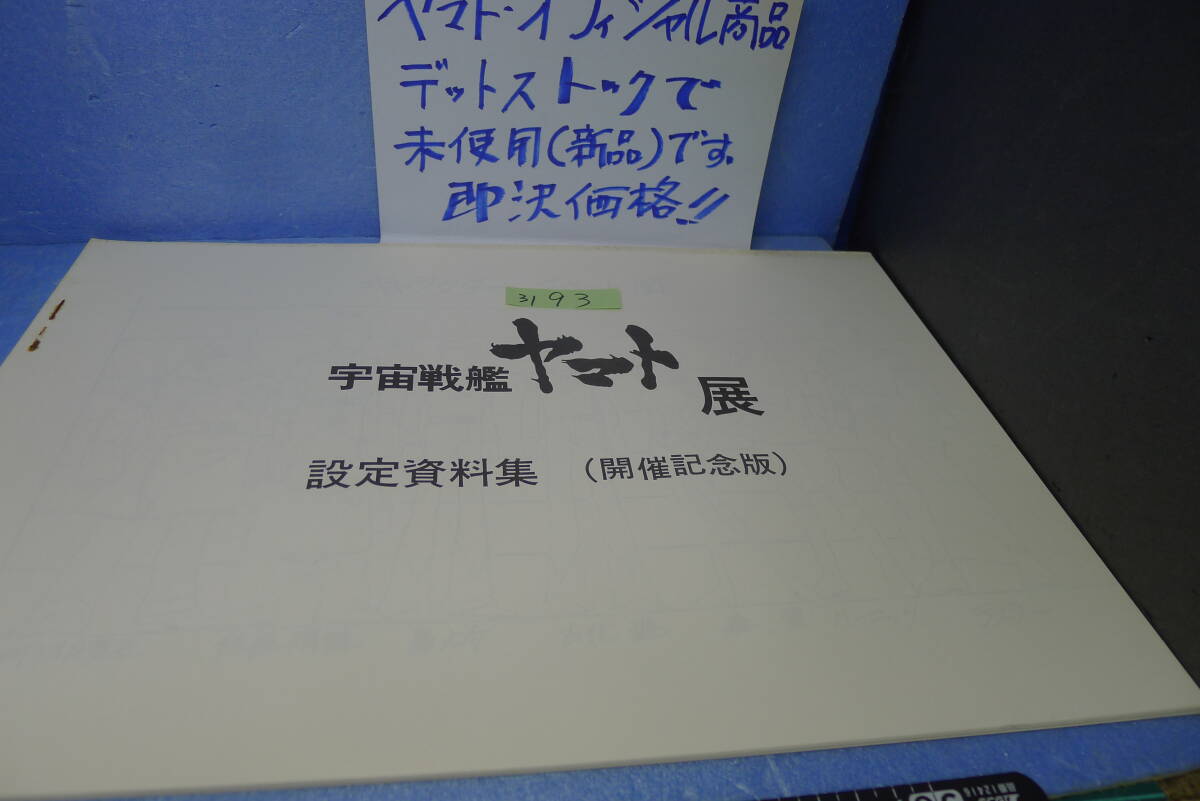 ヤマト・オフィシャル商品
デットストックで
未使用(新品)です。
即決価格!!
3193
宇宙戦艦ヤマト展
設定資料集 (開催記念版)